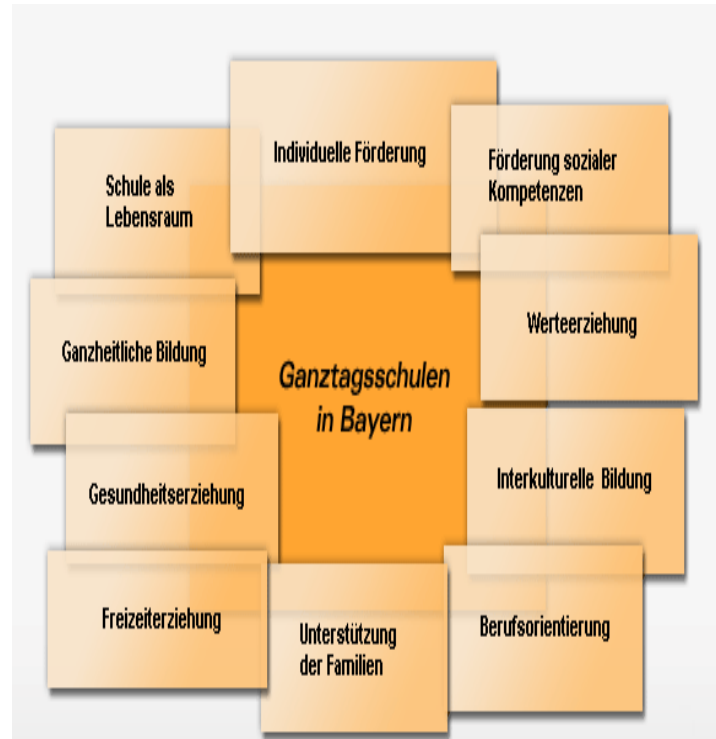 Individuelle Förderung
Förderung sozialer
Kompetenzen
Schule als
Lebensraum
Werteerziehung
Ganzheitliche Bildung
Ganztagsschulen
in Bayern
Interkulturelle Bildung
Gesundheitserziehung
Freizeiterziehung
Unterstützung
der Familien
Berufsorientierung